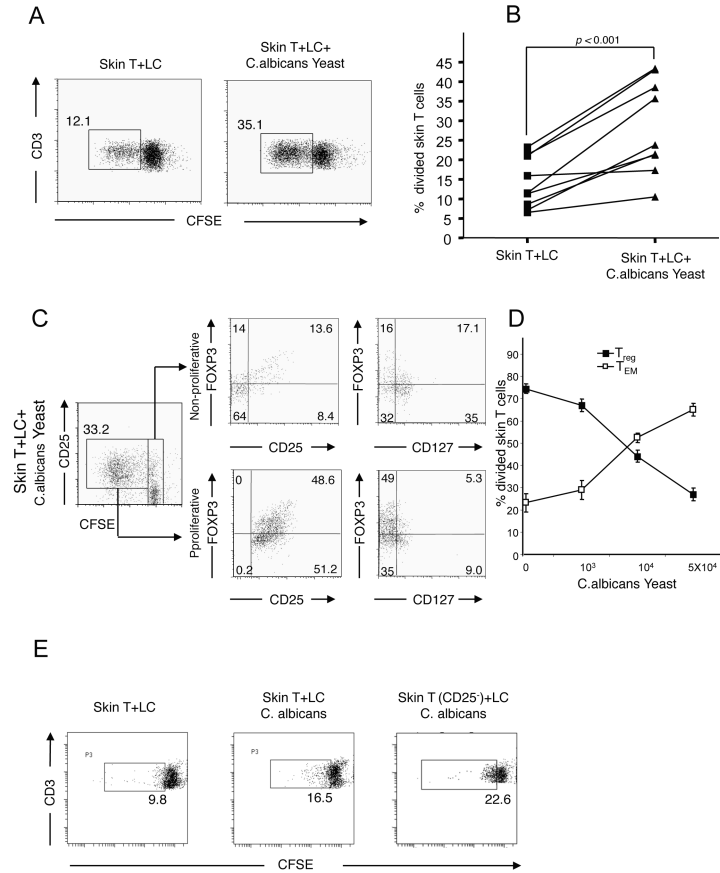 A
Skin T+LC
Skin T+LC+
C.albicans Yeast
12.1
35.1
CD3
CFSE
B
p < 0.001
45
40
35
30
25
20
15
10
5
0
% divided skin T cells
Skin T+LC
Skin T+LC+
C.albicans Yeast
C
Skin T+LC+
C.albicans Yeast
CD25
33.2
CFSE
Non-proliferative
FOXP3
14
13.6
64
8.4
CD25
FOXP3
16
17.1
32
35
CD127
Pproliferative
FOXP3
0
48.6
0.2
51.2
CD25
FOXP3
49
5.3
35
9.0
CD127
D
Treg
TEM
90
80
70
60
50
40
30
20
10
0
% divided skin T cells
0
10³
10⁴
5X10⁴
C.albicans Yeast
E
Skin T+LC
Skin T+LC
C. albicans
Skin T (CD25⁻)+LC
C. albicans
P3
9.8
P3
16.5
22.6
CD3
CFSE